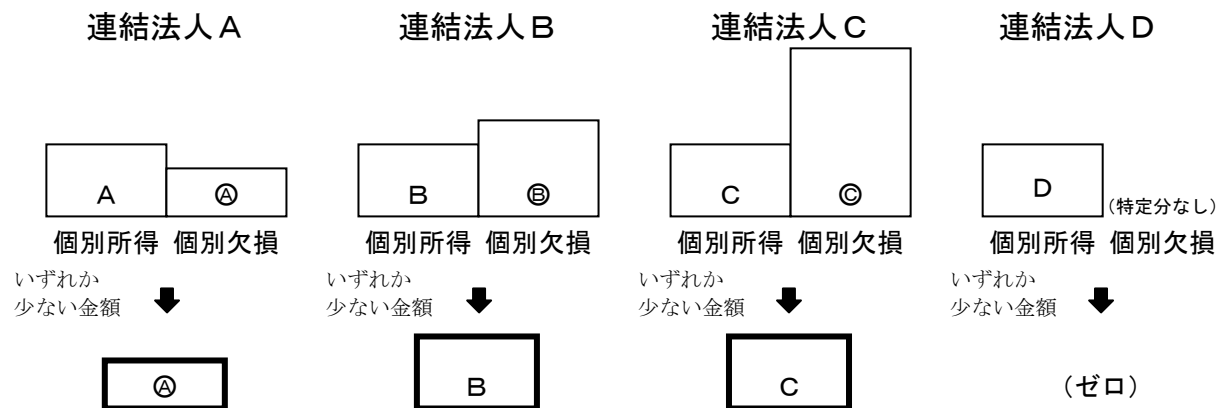 連結法人A 連結法人B 連結法人C 連結法人D
A Ⓐ B Ⓑ C Ⓒ D (特定分なし)
個別所得 個別欠損 個別所得 個別欠損 個別所得 個別欠損 個別所得 個別欠損
いずれか いずれか いずれか いずれか
少ない金額 少ない金額 少ない金額 少ない金額
Ⓐ B C (ゼロ)